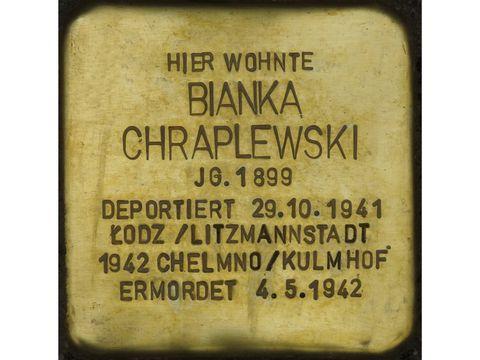 HIER WOHNTE
BIANKA
CHRAPLEWSKI
JG. 1899
DEPORTIERT 29.10.1941
ŁODZ / LITZMANNSTADT
1942 CHELMNO/KULMHOF
ERMORDET 4.5.1942